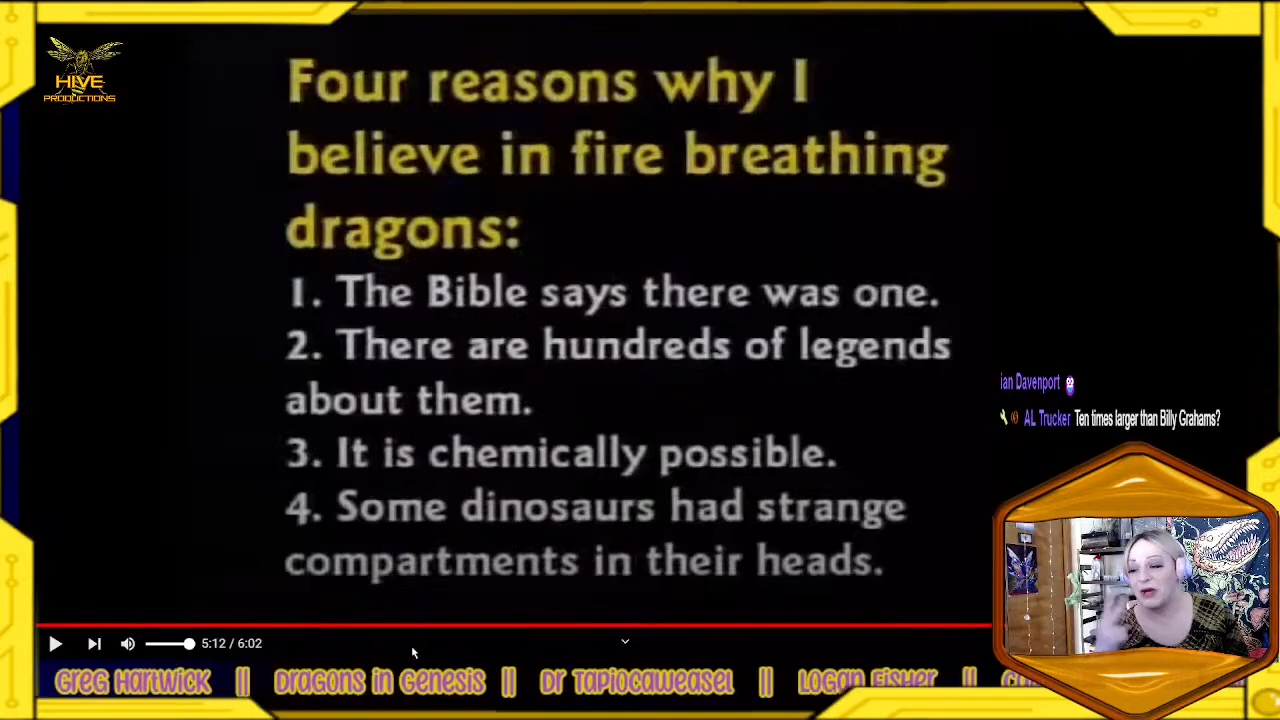 HIVE
PRODUCTIONS
Four reasons why I
believe in fire breathing
dragons:
1. The Bible says there was one.
2. There are hundreds of legends
about them.
3. It is chemically possible.
4. Some dinosaurs had strange
compartments in their heads.
ian Davenport
AL Trucker Ten times larger than Billy Grahams?
5:12 / 6:02
Greg Hartwick || Dragons in Genesis || Dr Tapiocaweasel || Logan Fisher ||